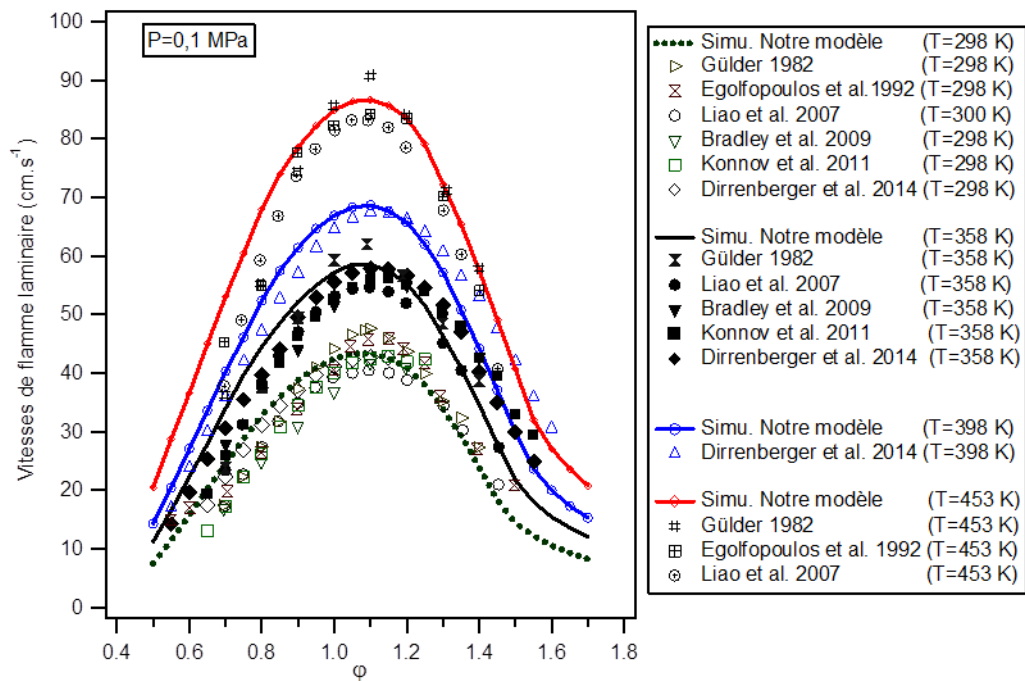 P=0,1 MPa
Vitesses de flamme laminaire (cm.s⁻¹)
100
90
80
70
60
50
40
30
20
10
0
0.4
0.6
0.8
1.0
1.2
1.4
1.6
1.8
φ
Simu. Notre modèle (T=298 K)
Gülder 1982 (T=298 K)
Egolfopoulos et al. 1992 (T=298 K)
Liao et al. 2007 (T=300 K)
Bradley et al. 2009 (T=298 K)
Konnov et al. 2011 (T=298 K)
Dirrenberger et al. 2014 (T=298 K)
Simu. Notre modèle (T=358 K)
Gülder 1982 (T=358 K)
Liao et al. 2007 (T=358 K)
Bradley et al. 2009 (T=358 K)
Konnov et al. 2011 (T=358 K)
Dirrenberger et al. 2014 (T=358 K)
Simu. Notre modèle (T=398 K)
Dirrenberger et al. 2014 (T=398 K)
Simu. Notre modèle (T=453 K)
Gülder 1982 (T=453 K)
Egolfopoulos et al. 1992 (T=453 K)
Liao et al. 2007 (T=453 K)